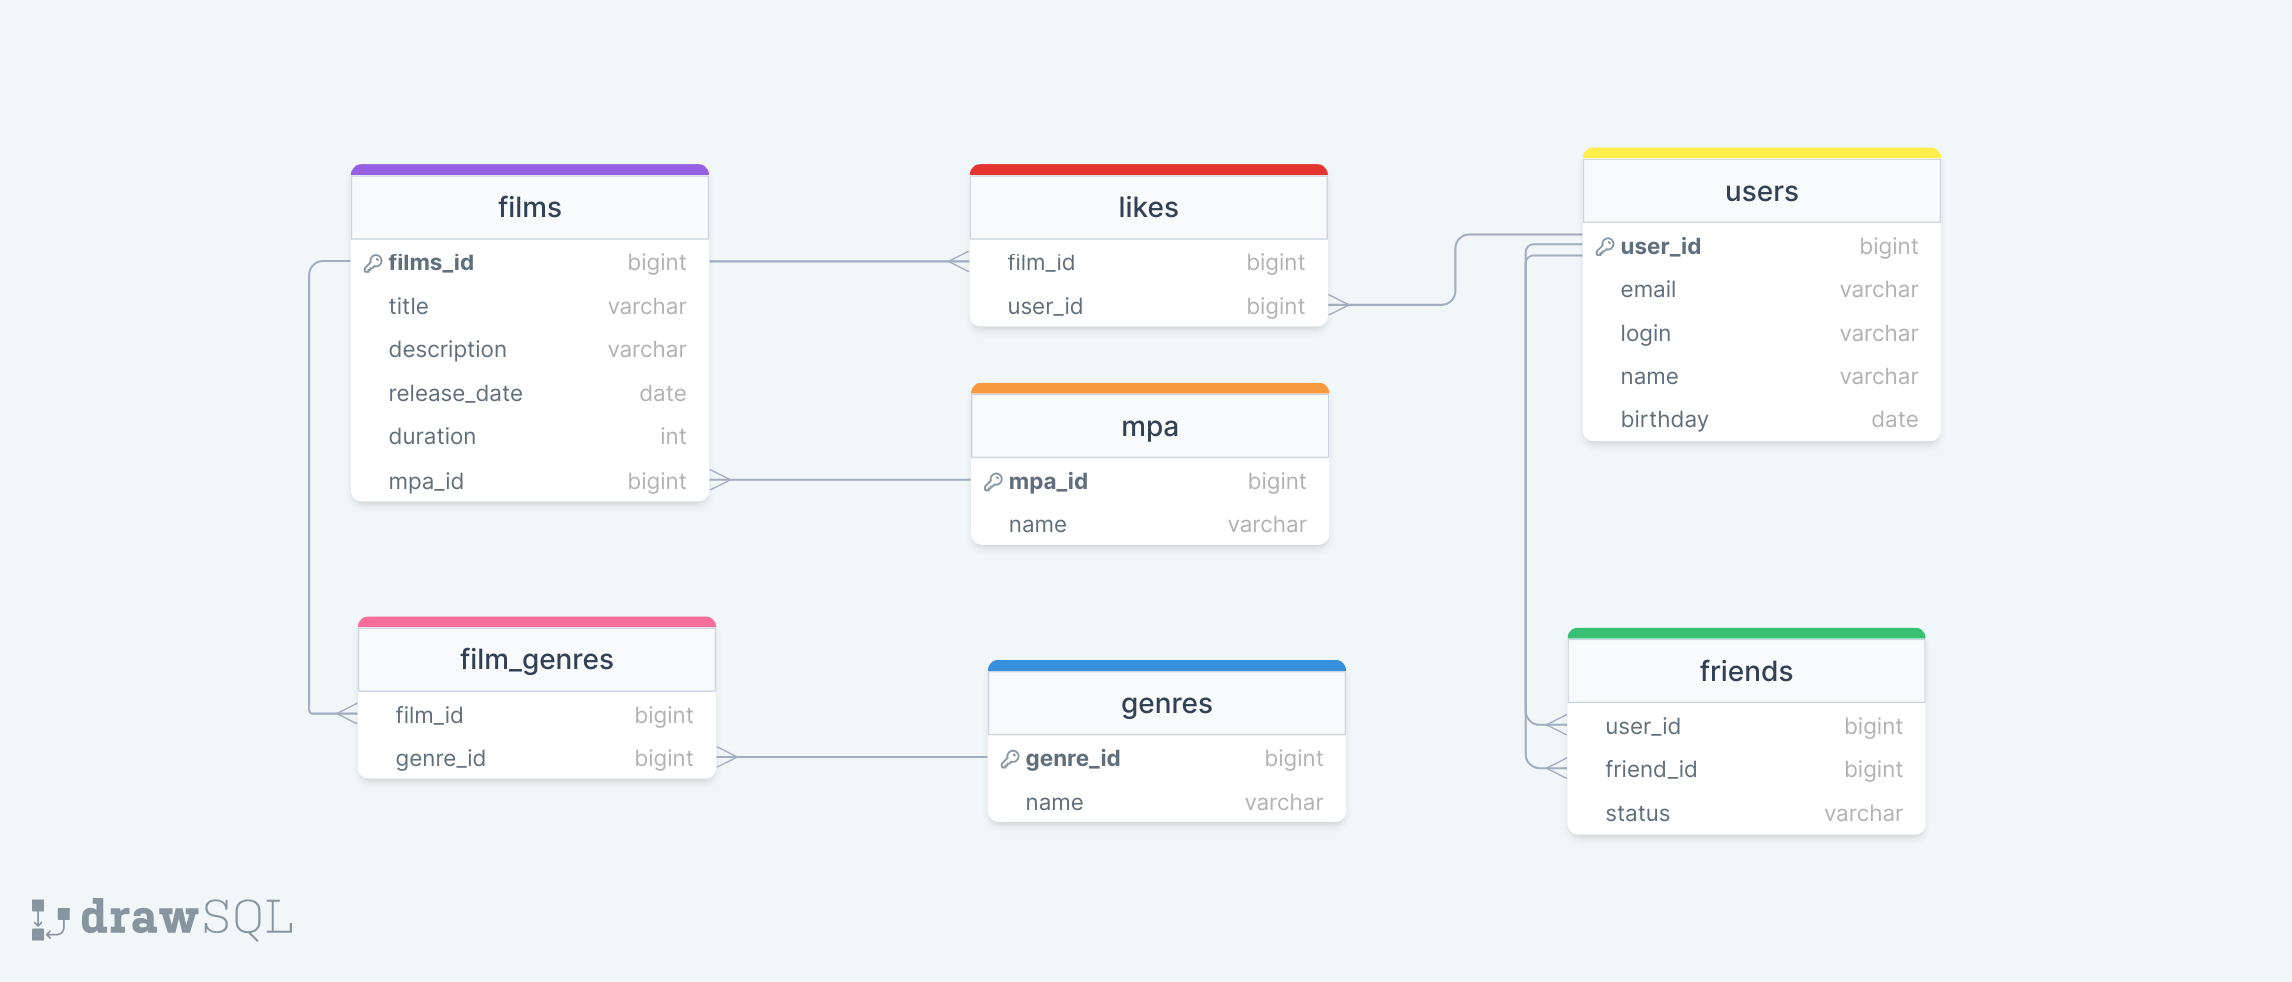 films
films_id bigint
title varchar
description varchar
release_date date
duration int
mpa_id bigint
likes
film_id bigint
user_id bigint
users
user_id bigint
email varchar
login varchar
name varchar
birthday date
mpa
mpa_id bigint
name varchar
film_genres
film_id bigint
genre_id bigint
genres
genre_id bigint
name varchar
friends
user_id bigint
friend_id bigint
status varchar
drawSQL